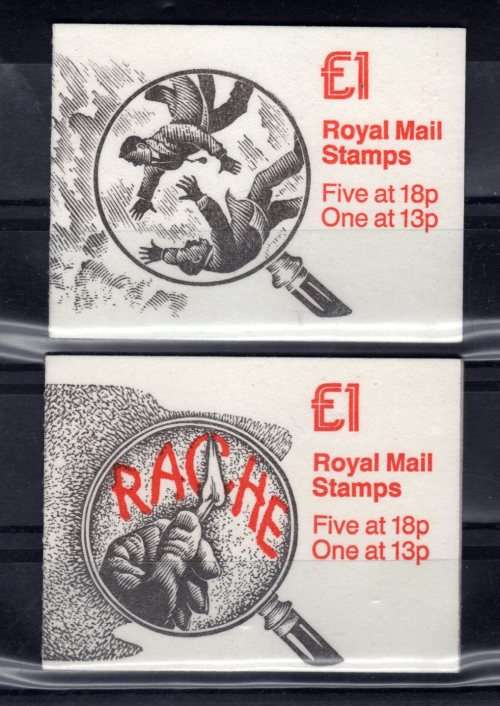 £1
Royal Mail
Stamps
Five at 18p
One at 13p
RACHE
£1
Royal Mail
Stamps
Five at 18p
One at 13p